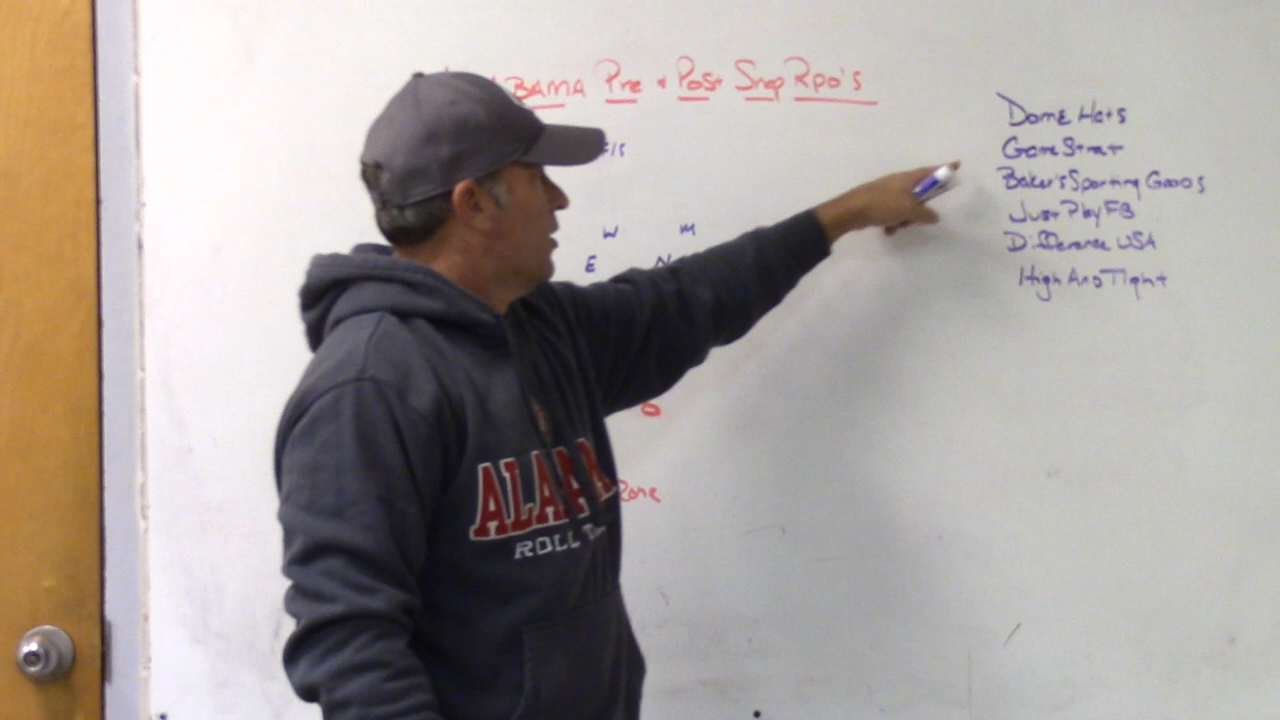 BAMA Pre & Post Snap Rpo's
F/S
W M
E N
O
Zone
Dome Hats
Game Strat
Baker's Sporting Goods
Just Play FB
Difference USA
High And Tight
ALABAMA
ROLL